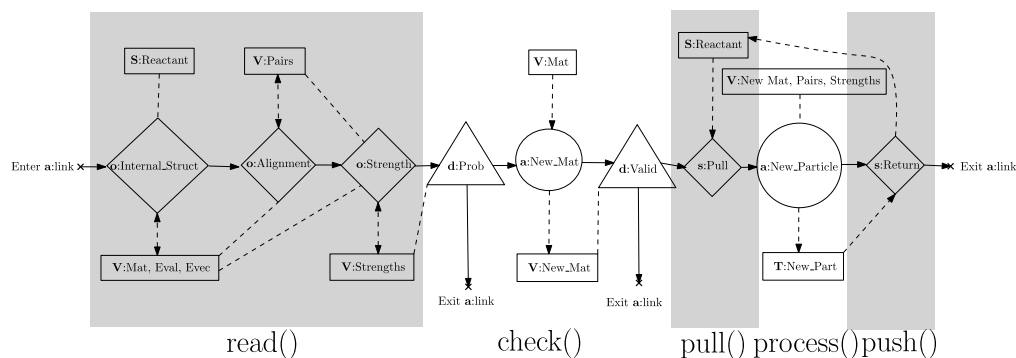 S:Reactant
V:Pairs
V:Mat
S:Reactant
V:New Mat, Pairs, Strengths
Enter a:link
o:Internal_Struct
o:Alignment
o:Strength
d:Prob
a:New_Mat
d:Valid
s:Pull
a:New_Particle
s:Return
Exit a:link
V:Mat, Eval, Evec
V:Strengths
V:New_Mat
T:New_Part
Exit a:link
Exit a:link
read()
check()
pull()
process()
push()